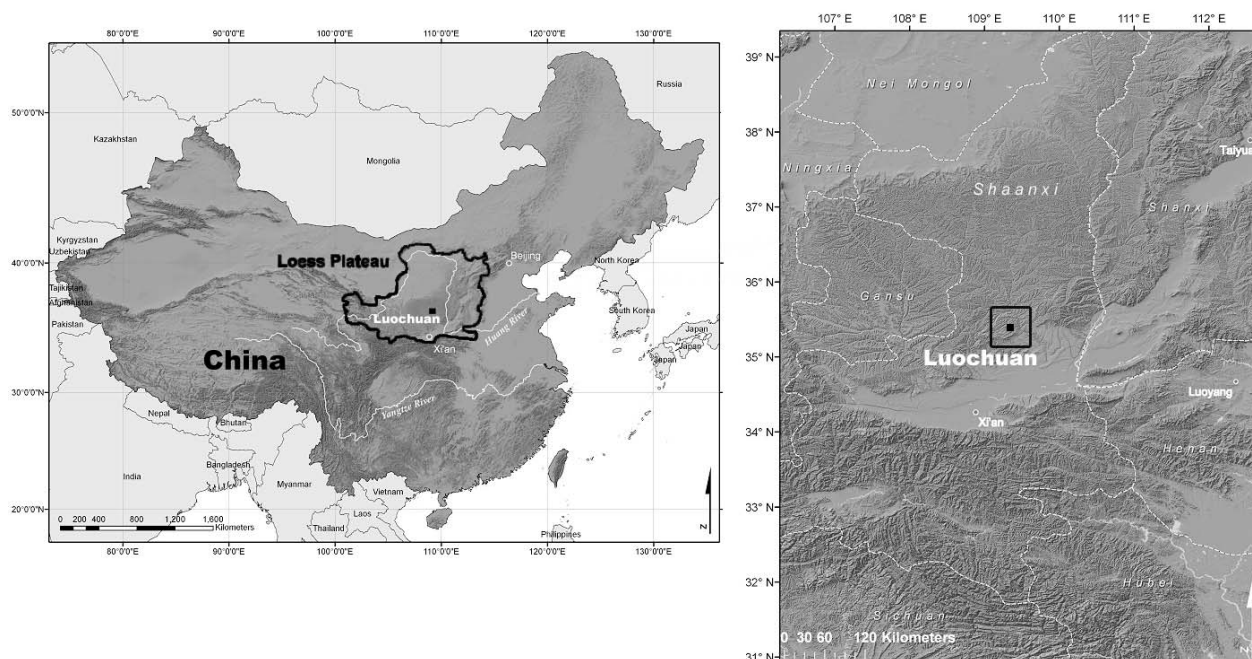 80°0'0"E 90°0'0"E 100°0'0"E 110°0'0"E 120°0'0"E 130°0'0"E
Russia
50°0'0"N
Kazakhstan
Mongolia
Kyrgyzstan
Uzbekistan
40°0'0"N
Loess Plateau
Beijing
North Korea
Tajikistan
Afghanistan
Luochuan
South Korea
Pakistan
Huang River
Japan
Japan
Japan
Xi'an
China
30°0'0"N
Nepal
Yangtze River
Bhutan
Bangladesh
India
Myanmar
Vietnam
Laos
20°0'0"N
0 200 400 800 1,200 1,600
Kilometers
Thailand
Philippines
N
80°0'0"E 90°0'0"E 100°0'0"E 110°0'0"E 120°0'0"E 130°0'0"E
107° E 108° E 109° E 110° E 111° E 112° E
39° N
Nei Mongol
38° N
Taiyua
Ningxia
Shaanxi
37° N
Shanxi
36° N
Gansu
35° N
Luochuan
Luoyang
34° N
Xi'an
Henan
33° N
32° N
Hubei
Sichuan
0 30 60 120 Kilometers
31° N
N